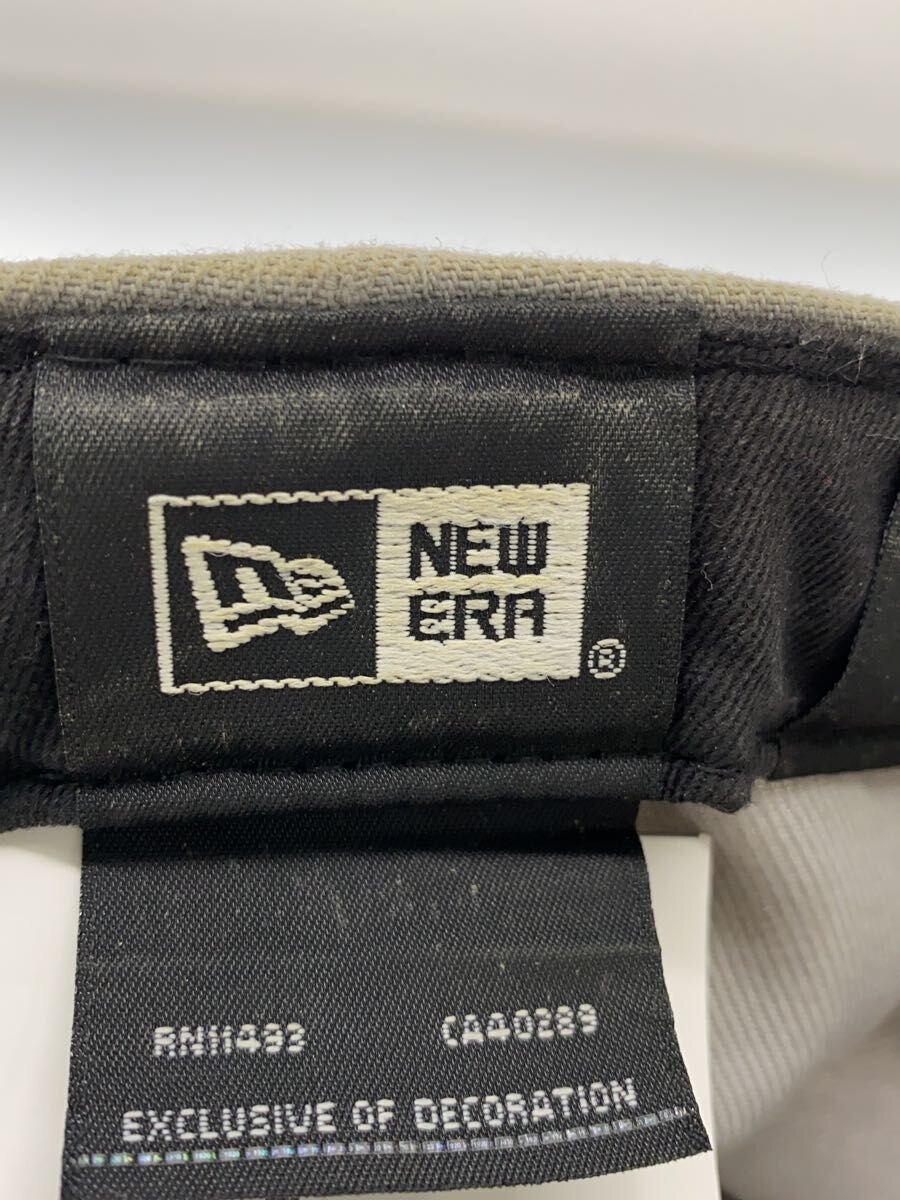 NEW
ERA
®
RN11493 CA40289
EXCLUSIVE OF DECORATION